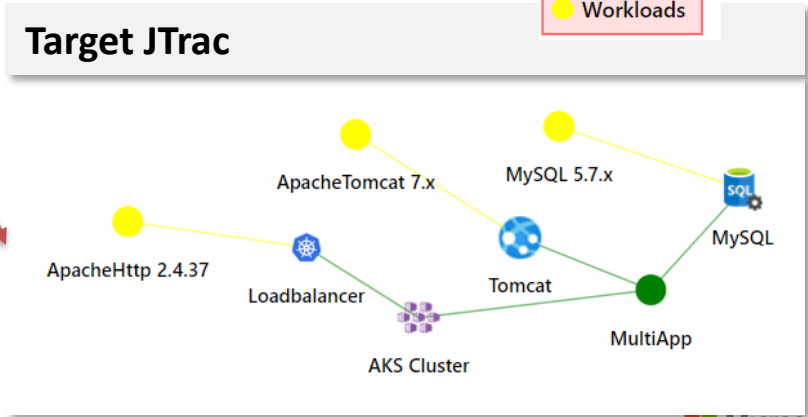 Workloads
Target JTrac
ApacheTomcat 7.x
MySQL 5.7.x
SQL
MySQL
ApacheHttp 2.4.37
Loadbalancer
Tomcat
MultiApp
AKS Cluster